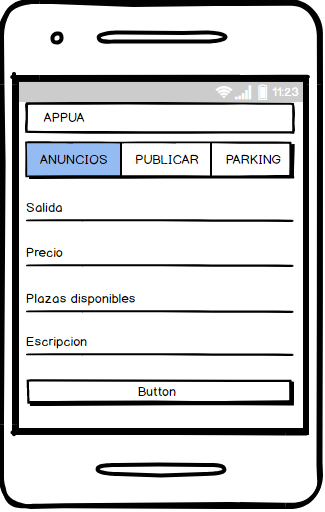 11:23
APPUA
ANUNCIOS PUBLICAR PARKING
Salida
Precio
Plazas disponibles
Escripcion
Button